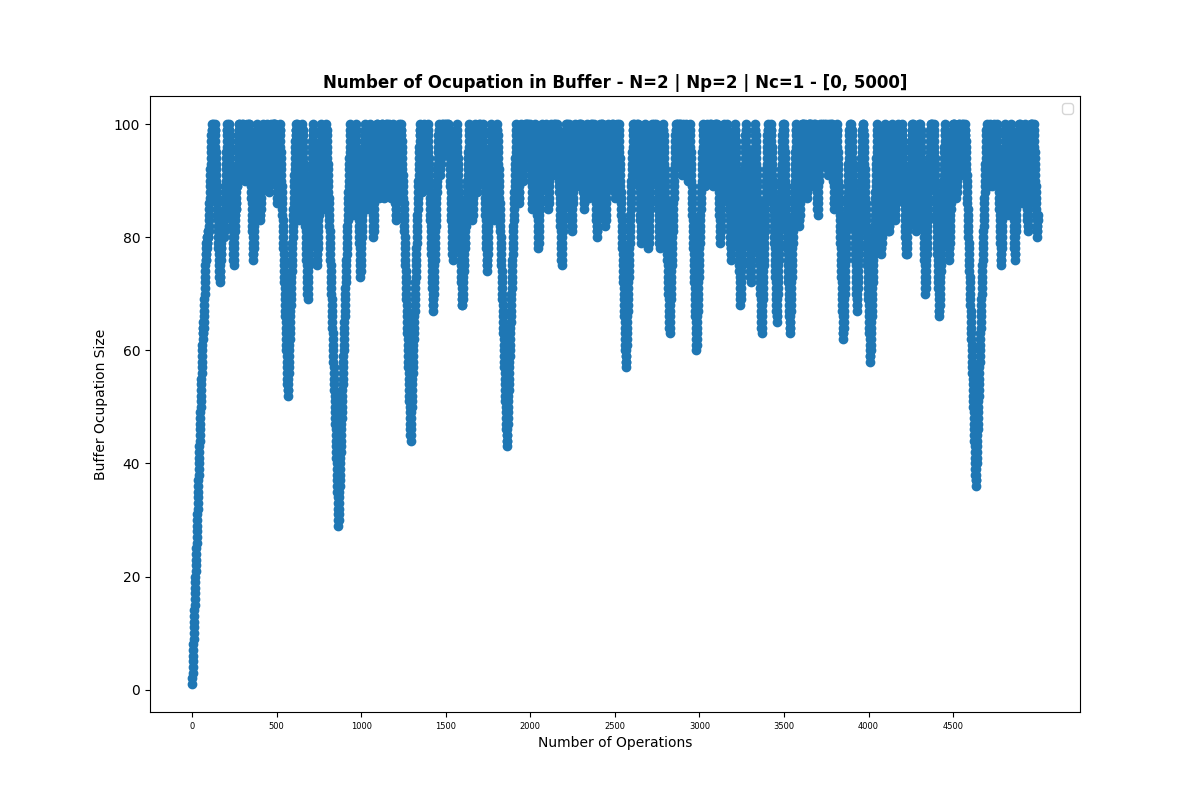 Number of Ocupation in Buffer - N=2 | Np=2 | Nc=1 - [0, 5000]
100
80
60
40
20
0
Buffer Ocupation Size
0 500 1000 1500 2000 2500 3000 3500 4000 4500
Number of Operations